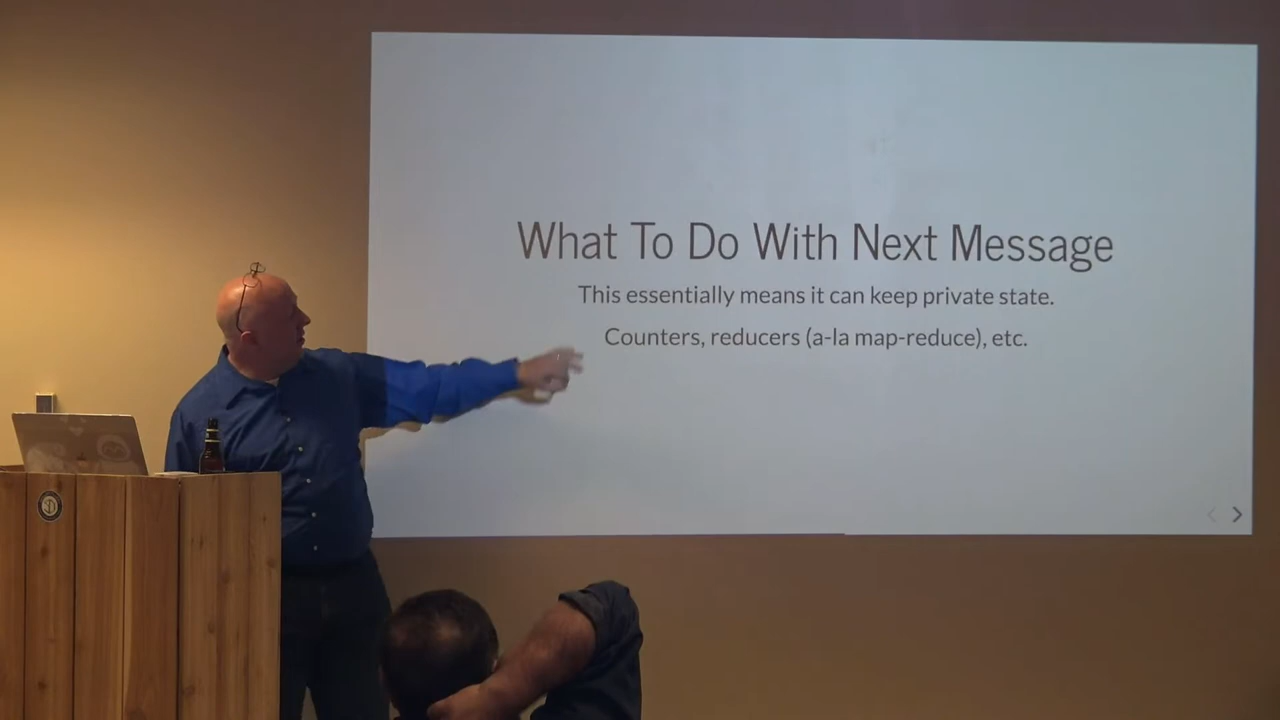 What To Do With Next Message
This essentially means it can keep private state.
Counters, reducers (a-la map-reduce), etc.